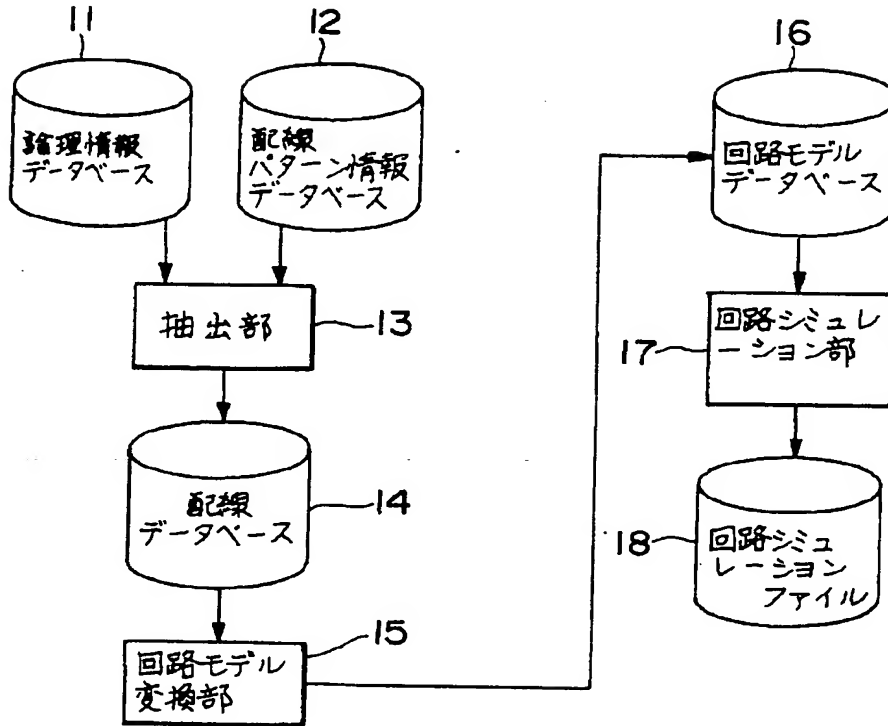 11
論理情報
データベース
12
配線
パターン情報
データベース
抽出部
13
配線
データベース
14
15
回路モデル
変換部
16
回路モデル
データベース
回路シミュレ
ーション部
17
回路シミュ
レーション
ファイル
18